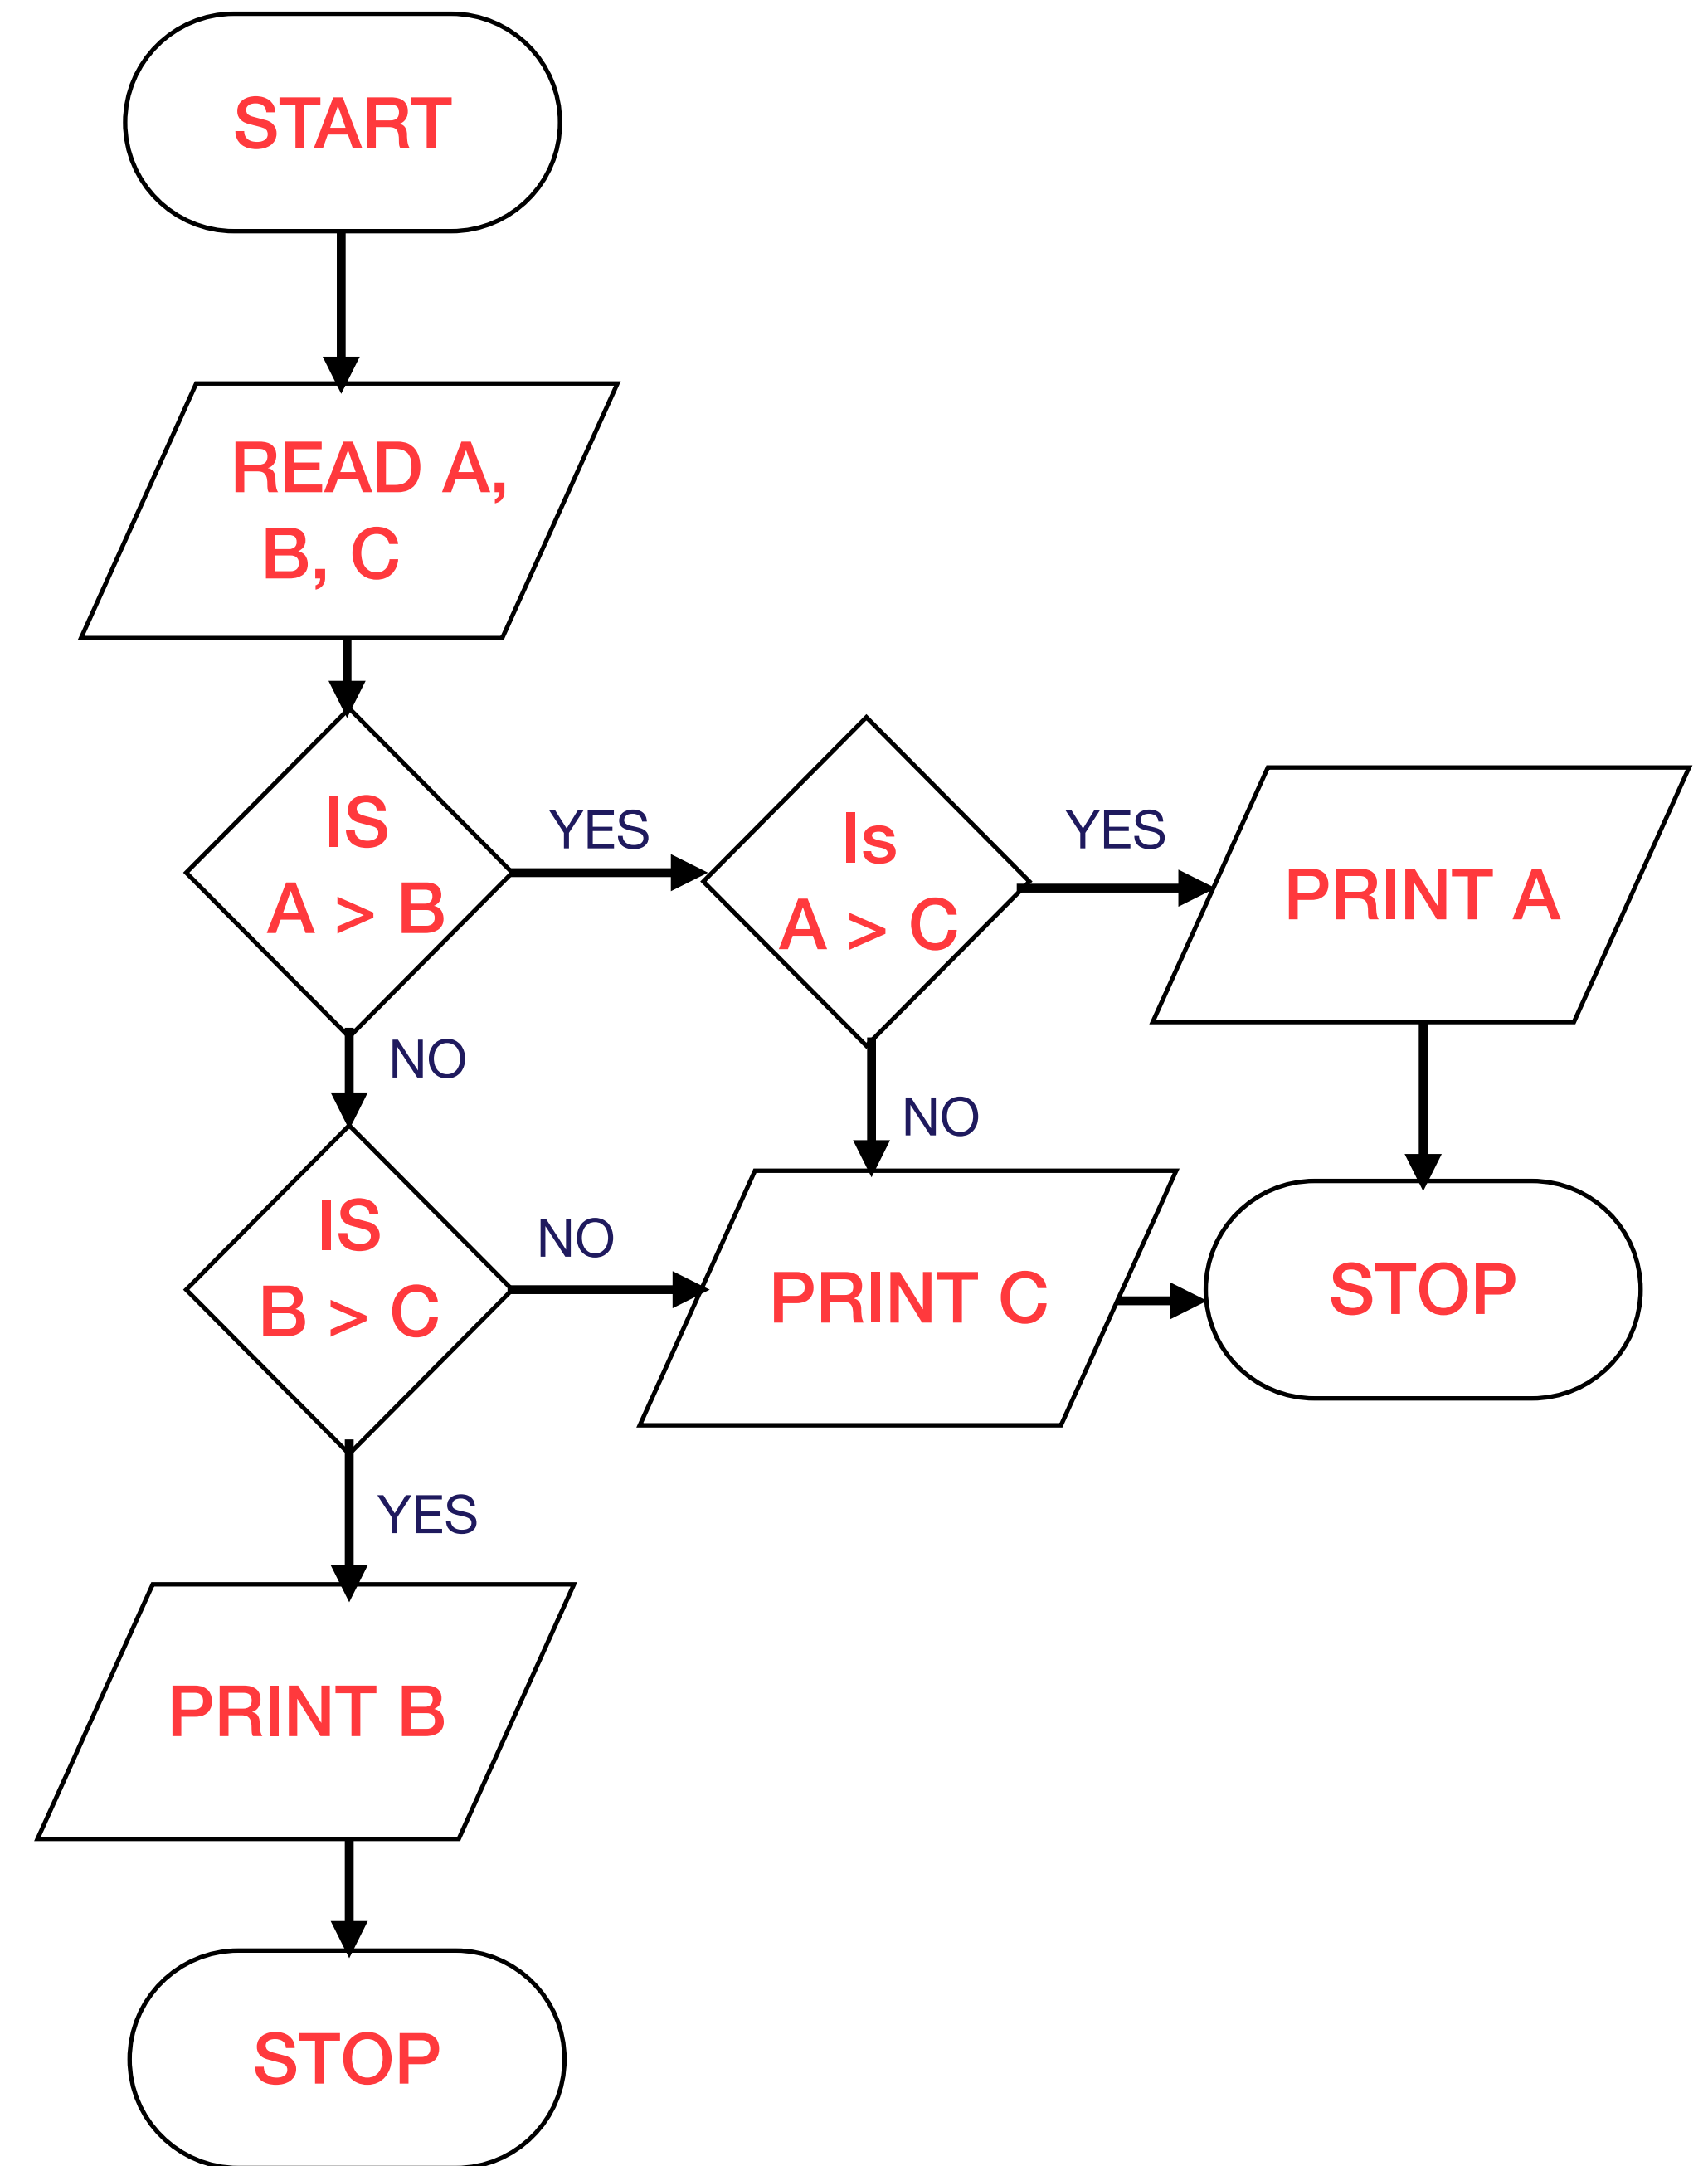 START
READ A,
B, C
IS
A > B
YES
Is
A > C
YES
PRINT A
NO
NO
IS
B > C
NO
PRINT C
STOP
YES
PRINT B
STOP